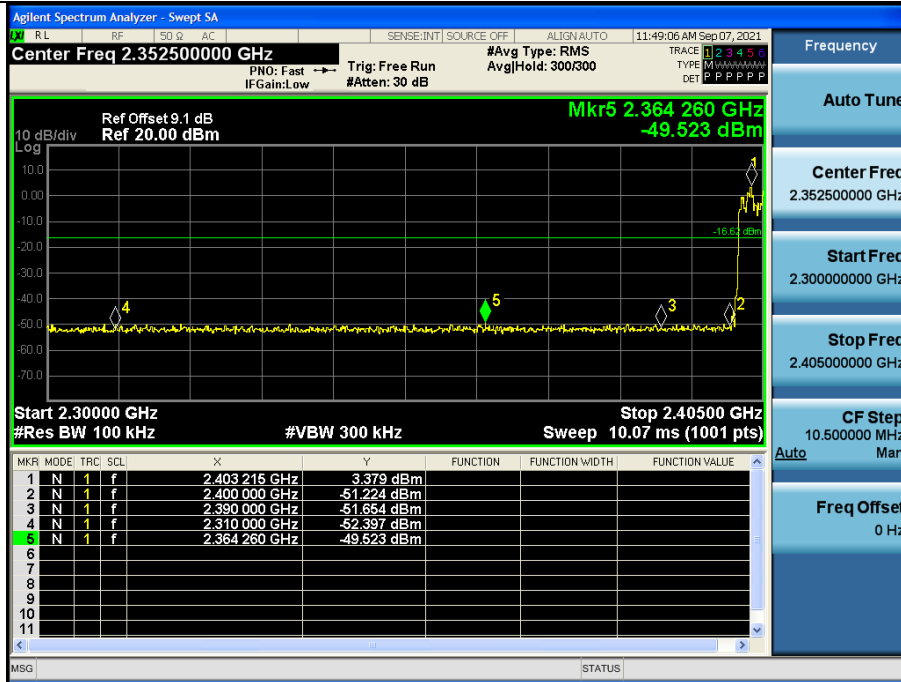 Agilent Spectrum Analyzer - Swept SA
LXI RL RF 50 Ω AC SENSE:INT SOURCE OFF ALIGN AUTO 11:49:06 AM Sep 07, 2021
Center Freq 2.352500000 GHz #Avg Type: RMS TRACE 1 2 3 4 5 6
PNO: Fast Trig: Free Run Avg|Hold: 300/300 TYPE M WWWWW
IFGain:Low #Atten: 30 dB DET P P P P P P
Mkr5 2.364 260 GHz
-49.523 dBm
Ref Offset 9.1 dB
10 dB/div Ref 20.00 dBm
Log
10.0
0.00
-10.0
-20.0
-30.0
-40.0
-50.0
-60.0
-70.0
1
-16.62 dBm
4
5
3
2
Start 2.30000 GHz Stop 2.40500 GHz
#Res BW 100 kHz #VBW 300 kHz Sweep 10.07 ms (1001 pts)
MKR MODE TRC SCL X Y FUNCTION FUNCTION WIDTH FUNCTION VALUE
1 N 1 f 2.403 215 GHz 3.379 dBm
2 N 1 f 2.400 000 GHz -51.224 dBm
3 N 1 f 2.390 000 GHz -51.654 dBm
4 N 1 f 2.310 000 GHz -52.397 dBm
5 N 1 f 2.364 260 GHz -49.523 dBm
6
7
8
9
10
11
MSG STATUS
Frequency
Auto Tune
Center Freq
2.352500000 GHz
Start Freq
2.300000000 GHz
Stop Freq
2.405000000 GHz
CF Step
10.500000 MHz
Auto Man
Freq Offset
0 Hz